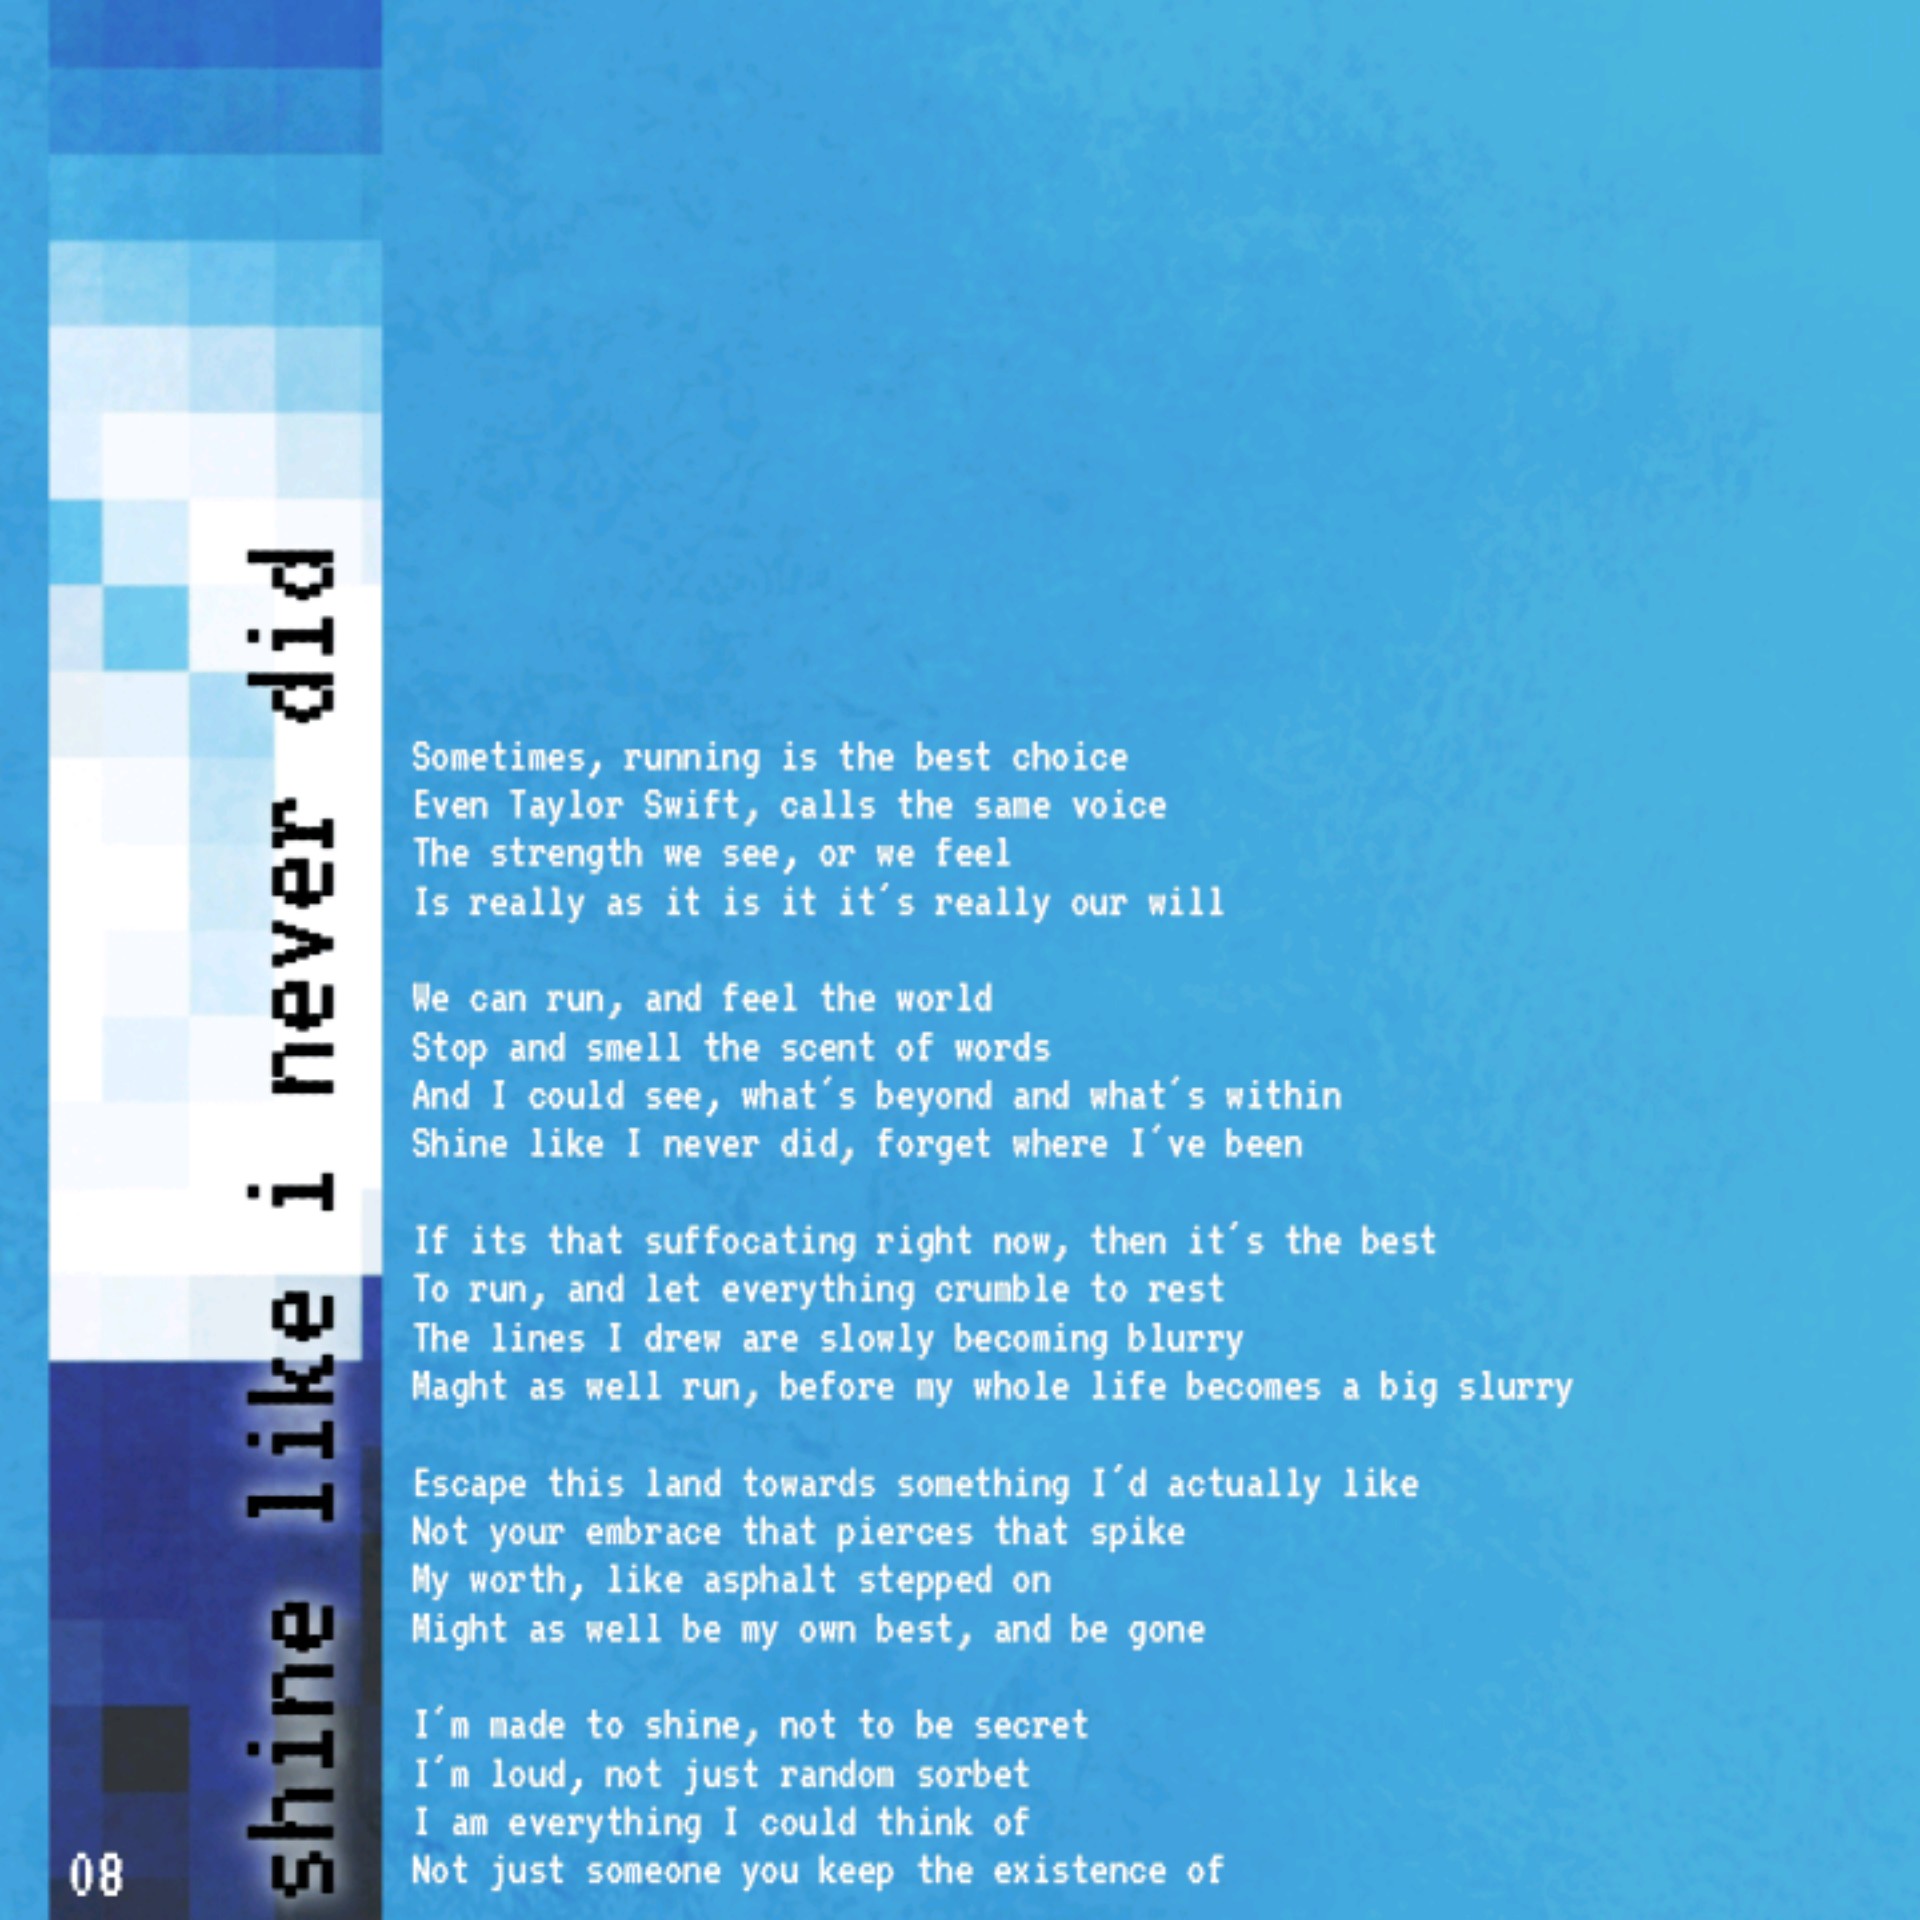 shine like i never did
Sometimes, running is the best choice
Even Taylor Swift, calls the same voice
The strength we see, or we feel
Is really as it is it it´s really our will
We can run, and feel the world
Stop and smell the scent of words
And I could see, what´s beyond and what´s within
Shine like I never did, forget where I´ve been
If its that suffocating right now, then it´s the best
To run, and let everything crumble to rest
The lines I drew are slowly becoming blurry
Maght as well run, before my whole life becomes a big slurry
Escape this land towards something I´d actually like
Not your embrace that pierces that spike
My worth, like asphalt stepped on
Might as well be my own best, and be gone
I´m made to shine, not to be secret
I´m loud, not just random sorbet
I am everything I could think of
Not just someone you keep the existence of
08